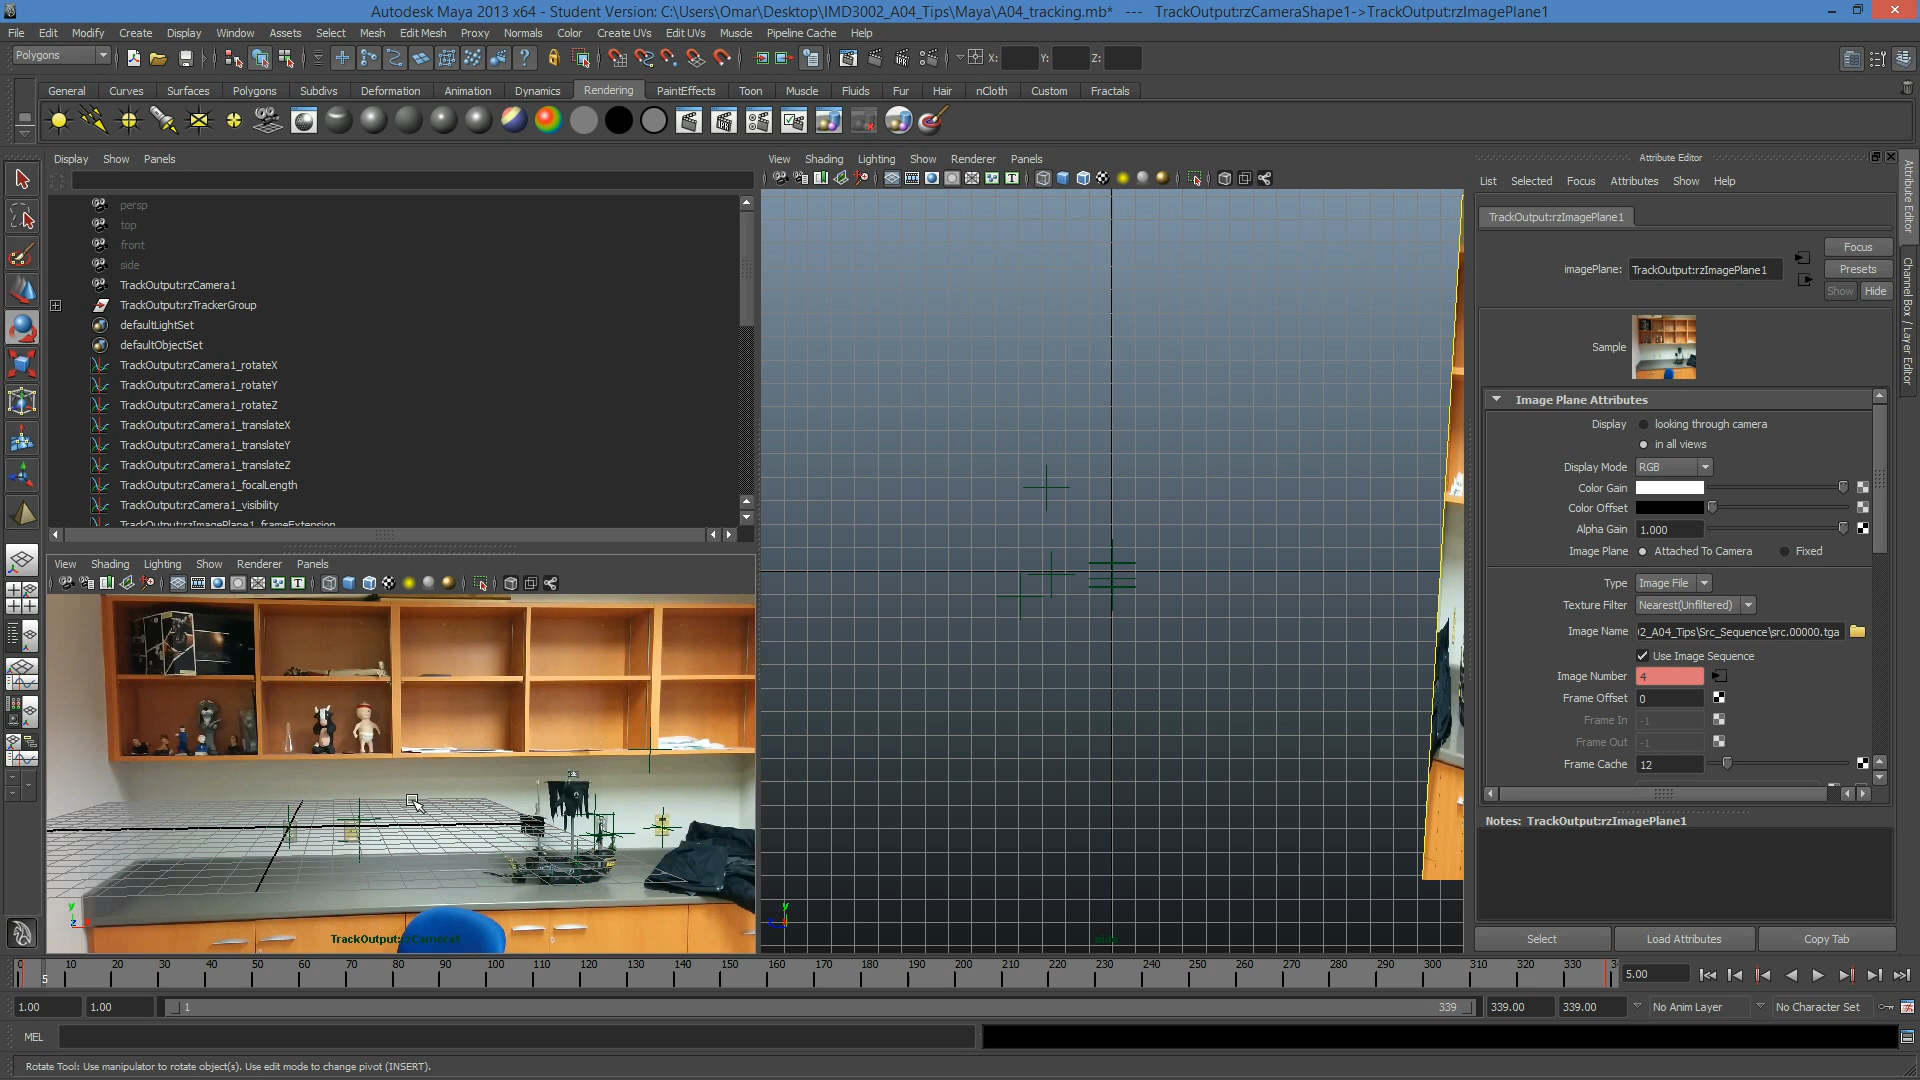 Autodesk Maya 2013 x64 - Student Version: C:\Users\Omar\Desktop\IMD3002_A04_Tips\Maya\A04_tracking.mb* --- TrackOutput:rzCameraShape1->TrackOutput:rzImagePlane1
File Edit Modify Create Display Window Assets Select Mesh Edit Mesh Proxy Normals Color Create UVs Edit UVs Muscle Pipeline Cache Help
Polygons X: Y: Z:
General Curves Surfaces Polygons Subdivs Deformation Animation Dynamics Rendering PaintEffects Toon Muscle Fluids Fur Hair nCloth Custom Fractals
Display Show Panels
persp
top
front
side
TrackOutput:rzCamera1
TrackOutput:rzTrackerGroup
defaultLightSet
defaultObjectSet
TrackOutput:rzCamera1_rotateX
TrackOutput:rzCamera1_rotateY
TrackOutput:rzCamera1_rotateZ
TrackOutput:rzCamera1_translateX
TrackOutput:rzCamera1_translateY
TrackOutput:rzCamera1_translateZ
TrackOutput:rzCamera1_focalLength
TrackOutput:rzCamera1_visibility
TrackOutput:rzImagePlane1_frameExtension
View Shading Lighting Show Renderer Panels
y
z
TrackOutput:rzCamera1
View Shading Lighting Show Renderer Panels
y
side
Attribute Editor
List Selected Focus Attributes Show Help
TrackOutput:rzImagePlane1
imagePlane: TrackOutput:rzImagePlane1
Focus
Presets
Show Hide
Sample
Image Plane Attributes
Display looking through camera
in all views
Display Mode RGB
Color Gain
Color Offset
Alpha Gain 1.000
Image Plane Attached To Camera Fixed
Type Image File
Texture Filter Nearest(Unfiltered)
Image Name 02_A04_Tips\Src_Sequence\src.00000.tga
Use Image Sequence
Image Number 4
Frame Offset 0
Frame In -1
Frame Out -1
Frame Cache 12
Notes: TrackOutput:rzImagePlane1
Select Load Attributes Copy Tab
Attribute Editor
Channel Box / Layer Editor
0 5 10 20 30 40 50 60 70 80 90 100 110 120 130 140 150 160 170 180 190 200 210 220 230 240 250 260 270 280 290 300 310 320 330 5.00
1.00 1.00 1 339 339.00 339.00 No Anim Layer No Character Set
MEL
Rotate Tool: Use manipulator to rotate object(s). Use edit mode to change pivot (INSERT).